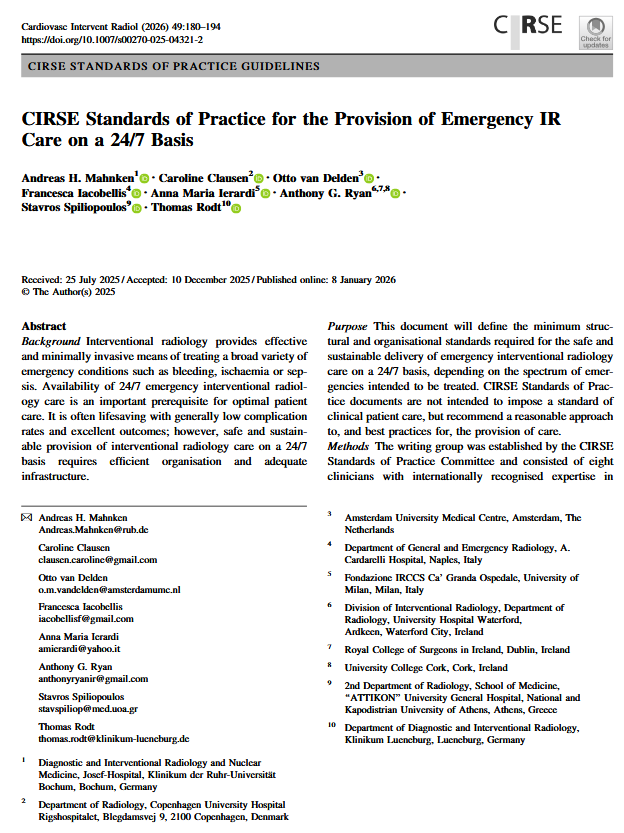 Cardiovasc Intervent Radiol (2026) 49:180–194
https://doi.org/10.1007/s00270-025-04321-2
CIRSE
Check for
updates
CIRSE STANDARDS OF PRACTICE GUIDELINES
CIRSE Standards of Practice for the Provision of Emergency IR
Care on a 24/7 Basis
Andreas H. Mahnken1 · Caroline Clausen2 · Otto van Delden3 ·
Francesca Iacobellis4 · Anna Maria Ierardi5 · Anthony G. Ryan6,7,8 ·
Stavros Spiliopoulos9 · Thomas Rodt10
Received: 25 July 2025 / Accepted: 10 December 2025 / Published online: 8 January 2026
© The Author(s) 2025
Abstract
Background Interventional radiology provides effective
and minimally invasive means of treating a broad variety of
emergency conditions such as bleeding, ischaemia or sep-
sis. Availability of 24/7 emergency interventional radiol-
ogy care is an important prerequisite for optimal patient
care. It is often lifesaving with generally low complication
rates and excellent outcomes; however, safe and sustain-
able provision of interventional radiology care on a 24/7
basis requires efficient organisation and adequate
infrastructure.
Purpose This document will define the minimum struc-
tural and organisational standards required for the safe and
sustainable delivery of emergency interventional radiology
care on a 24/7 basis, depending on the spectrum of emer-
gencies intended to be treated. CIRSE Standards of Prac-
tice documents are not intended to impose a standard of
clinical patient care, but recommend a reasonable approach
to, and best practices for, the provision of care.
Methods The writing group was established by the CIRSE
Standards of Practice Committee and consisted of eight
clinicians with internationally recognised expertise in
Andreas H. Mahnken
Andreas.Mahnken@rub.de
Caroline Clausen
clausen.caroline@gmail.com
Otto van Delden
o.m.vandelden@amsterdamumc.nl
Francesca Iacobellis
iacobellisf@gmail.com
Anna Maria Ierardi
amierardi@yahoo.it
Anthony G. Ryan
anthonyryanir@gmail.com
Stavros Spiliopoulos
stavspiliop@med.uoa.gr
Thomas Rodt
thomas.rodt@klinikum-lueneburg.de
1 Diagnostic and Interventional Radiology and Nuclear
Medicine, Josef-Hospital, Klinikum der Ruhr-Universität
Bochum, Bochum, Germany
2 Department of Radiology, Copenhagen University Hospital
Rigshospitalet, Blegdamsvej 9, 2100 Copenhagen, Denmark
3 Amsterdam University Medical Centre, Amsterdam, The
Netherlands
4 Department of General and Emergency Radiology, A.
Cardarelli Hospital, Naples, Italy
5 Fondazione IRCCS Ca’ Granda Ospedale, University of
Milan, Milan, Italy
6 Division of Interventional Radiology, Department of
Radiology, University Hospital Waterford,
Ardkeen, Waterford City, Ireland
7 Royal College of Surgeons in Ireland, Dublin, Ireland
8 University College Cork, Cork, Ireland
9 2nd Department of Radiology, School of Medicine,
“ATTIKON” University General Hospital, National and
Kapodistrian University of Athens, Athens, Greece
10 Department of Diagnostic and Interventional Radiology,
Klinikum Lueneburg, Lueneburg, Germany